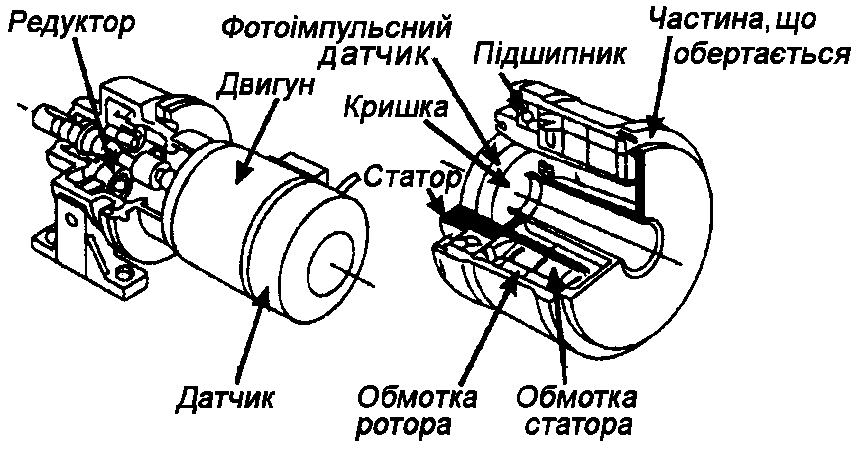 Редуктор
Фотоімпульсний
датчик
Двигун
Підшипник
Частина, що
обертається
Кришка
Статор
Датчик
Обмотка
ротора
Обмотка
статора